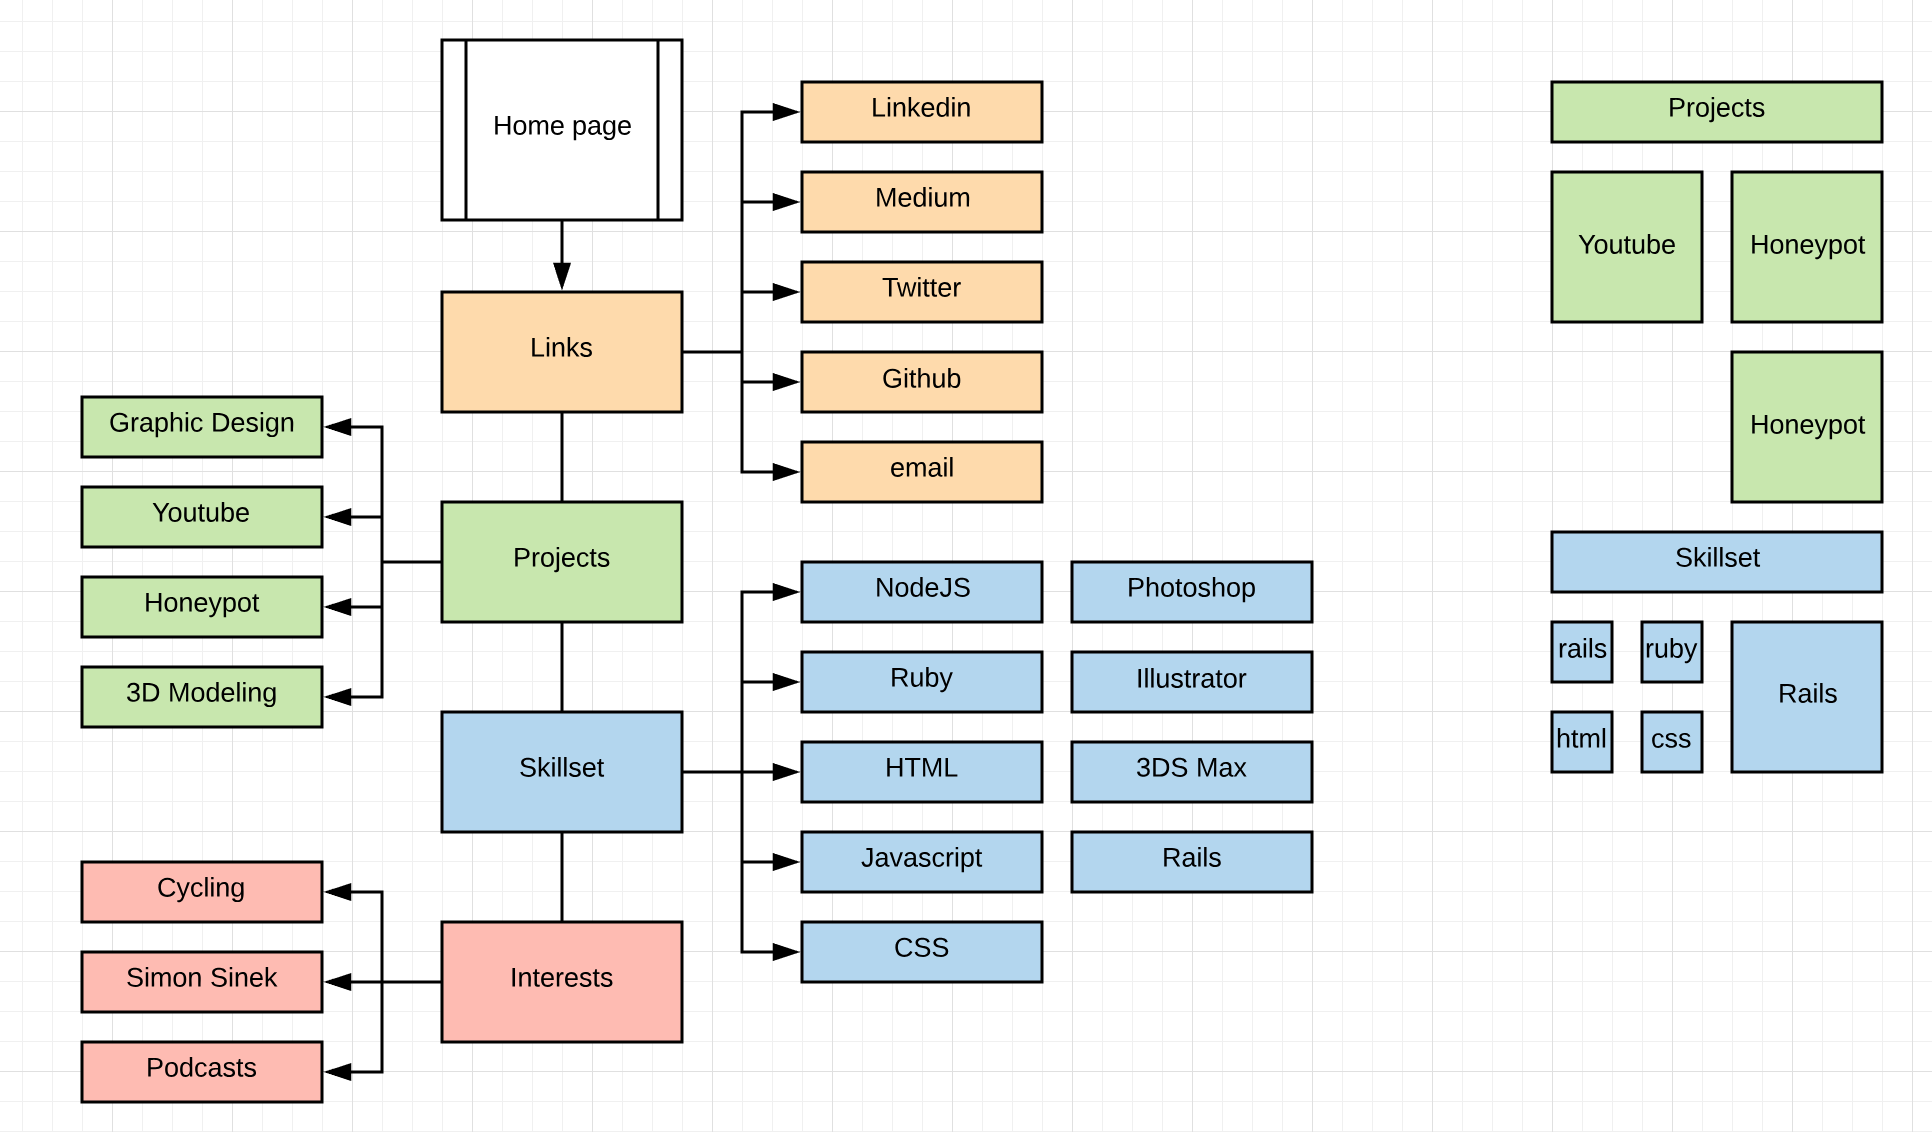 Home page
Linkedin
Medium
Twitter
Github
email
Links
Graphic Design
Youtube
Honeypot
3D Modeling
Projects
NodeJS
Photoshop
Ruby
Illustrator
HTML
3DS Max
Javascript
Rails
CSS
Skillset
Cycling
Simon Sinek
Podcasts
Interests
Projects
Youtube
Honeypot
Honeypot
Skillset
rails
ruby
Rails
html
css